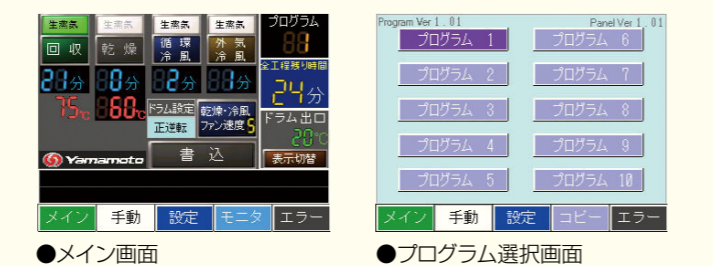 生蒸気 生蒸気 生蒸気 生蒸気 プログラム
回収 乾燥 循環冷風 外気冷風 1
全工程残り時間
21分 0分 2分 1分 24分
75℃ 60℃ ドラム設定 乾燥・冷風 ドラム出口
正逆転 ファン速度5 20℃
Yamamoto 書込 表示切替
メイン 手動 設定 モニタ エラー
●メイン画面
Program Ver 1.01 Panel Ver 1.01
プログラム 1 プログラム 6
プログラム 2 プログラム 7
プログラム 3 プログラム 8
プログラム 4 プログラム 9
プログラム 5 プログラム 10
メイン 手動 設定 コピー エラー
●プログラム選択画面